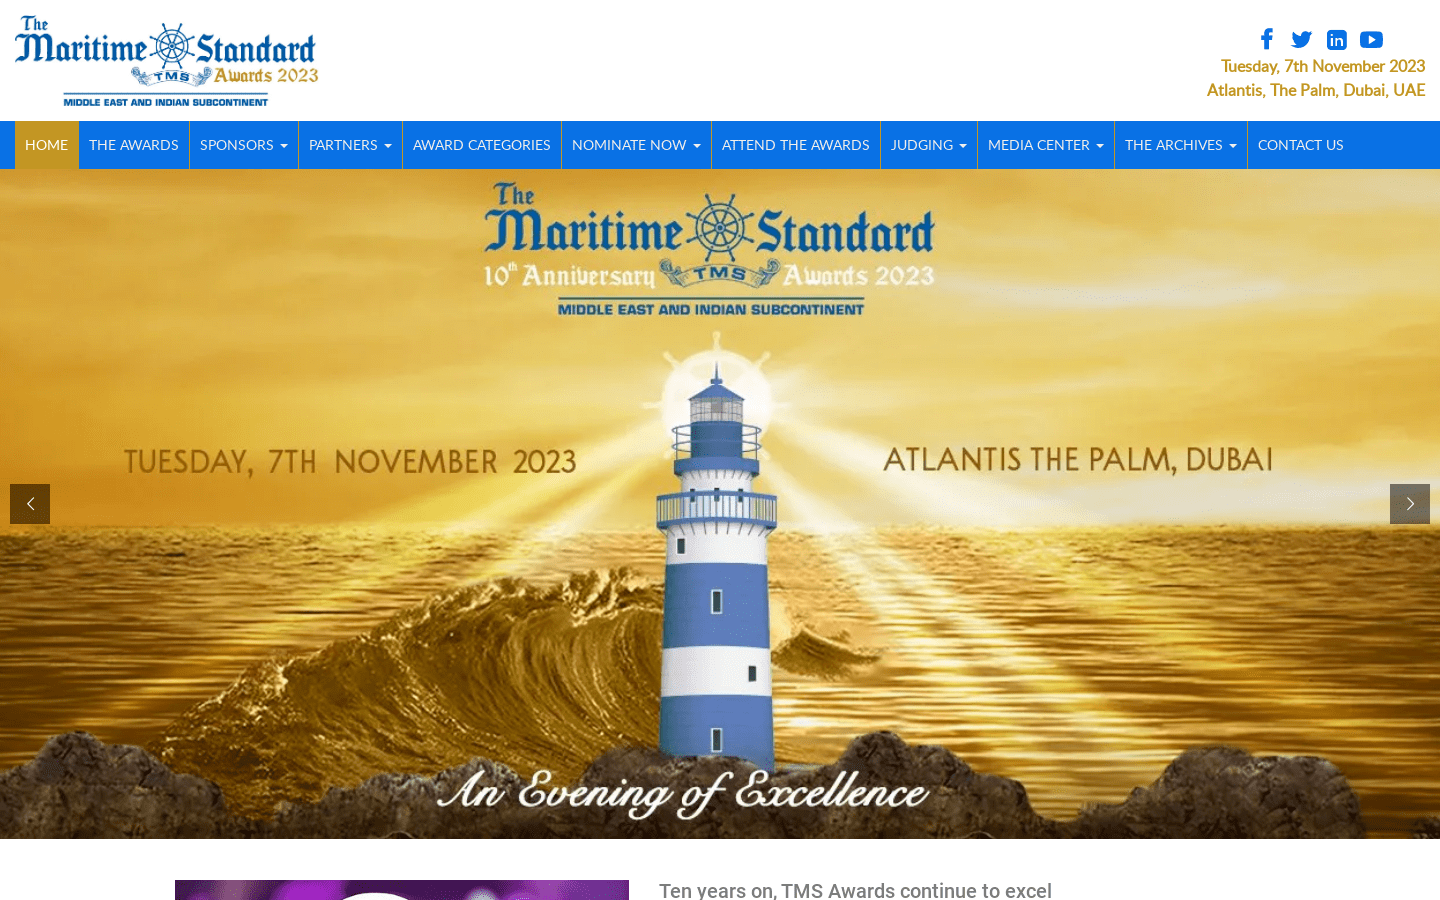 The
Maritime Standard
TMS Awards 2023
MIDDLE EAST AND INDIAN SUBCONTINENT
Tuesday, 7th November 2023
Atlantis, The Palm, Dubai, UAE
HOME THE AWARDS SPONSORS PARTNERS AWARD CATEGORIES NOMINATE NOW ATTEND THE AWARDS JUDGING MEDIA CENTER THE ARCHIVES CONTACT US
The
Maritime Standard
10th Anniversary TMS Awards 2023
MIDDLE EAST AND INDIAN SUBCONTINENT
TUESDAY, 7TH NOVEMBER 2023
ATLANTIS THE PALM, DUBAI
An Evening of Excellence
Ten years on, TMS Awards continue to excel